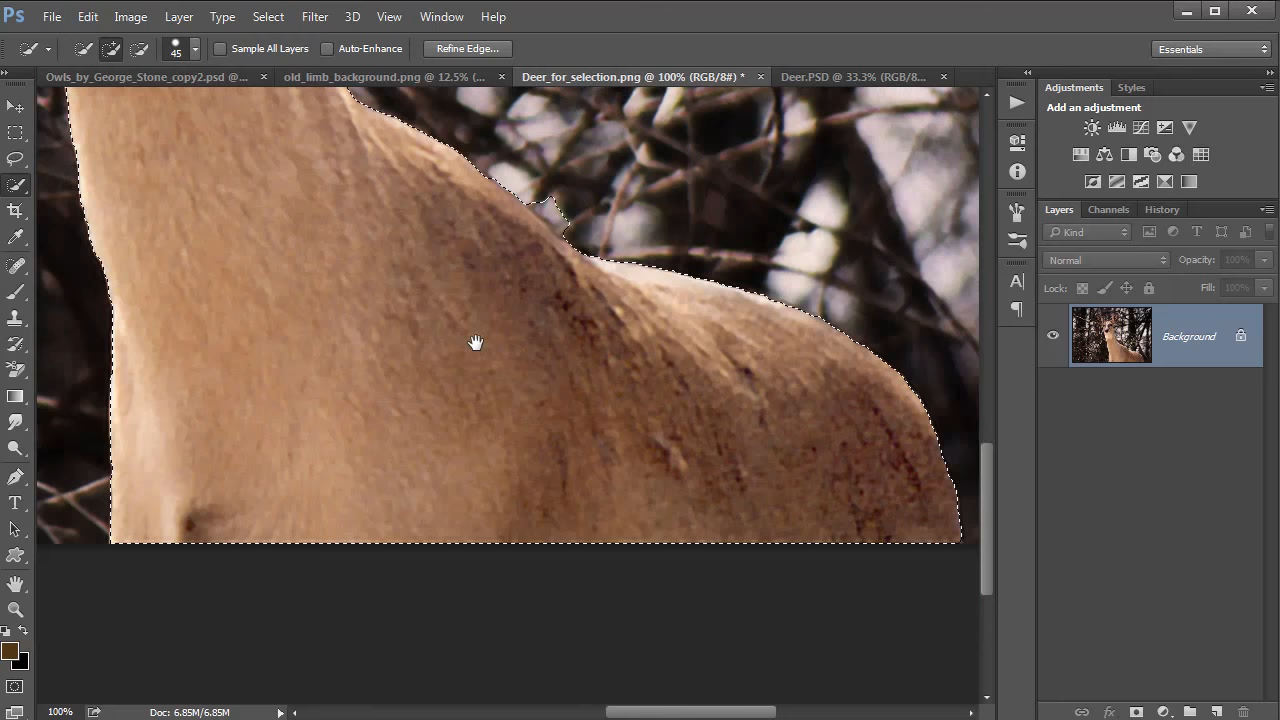 Ps File Edit Image Layer Type Select Filter 3D View Window Help
45 Sample All Layers Auto-Enhance Refine Edge... Essentials
Owls_by_George_Stone_copy2.psd @... old_limb_background.png @ 12.5% (... Deer_for_selection.png @ 100% (RGB/8#) * Deer.PSD @ 33.3% (RGB/8...
Adjustments Styles
Add an adjustment
Layers Channels History
Kind
Normal Opacity: 100%
Lock: Fill: 100%
Background
100% Doc: 6.85M/6.85M